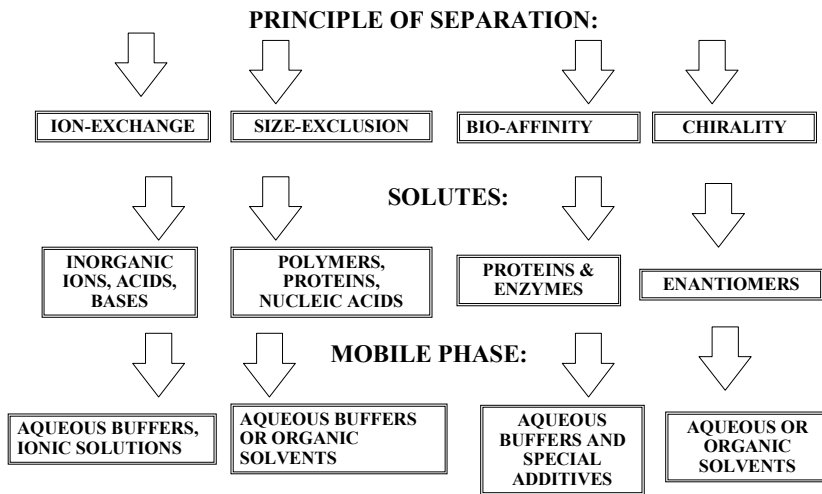 PRINCIPLE OF SEPARATION:
ION-EXCHANGE
SIZE-EXCLUSION
BIO-AFFINITY
CHIRALITY
SOLUTES:
INORGANIC
IONS, ACIDS,
BASES
POLYMERS,
PROTEINS,
NUCLEIC ACIDS
PROTEINS &
ENZYMES
ENANTIOMERS
MOBILE PHASE:
AQUEOUS BUFFERS,
IONIC SOLUTIONS
AQUEOUS BUFFERS
OR ORGANIC
SOLVENTS
AQUEOUS
BUFFERS AND
SPECIAL
ADDITIVES
AQUEOUS OR
ORGANIC
SOLVENTS